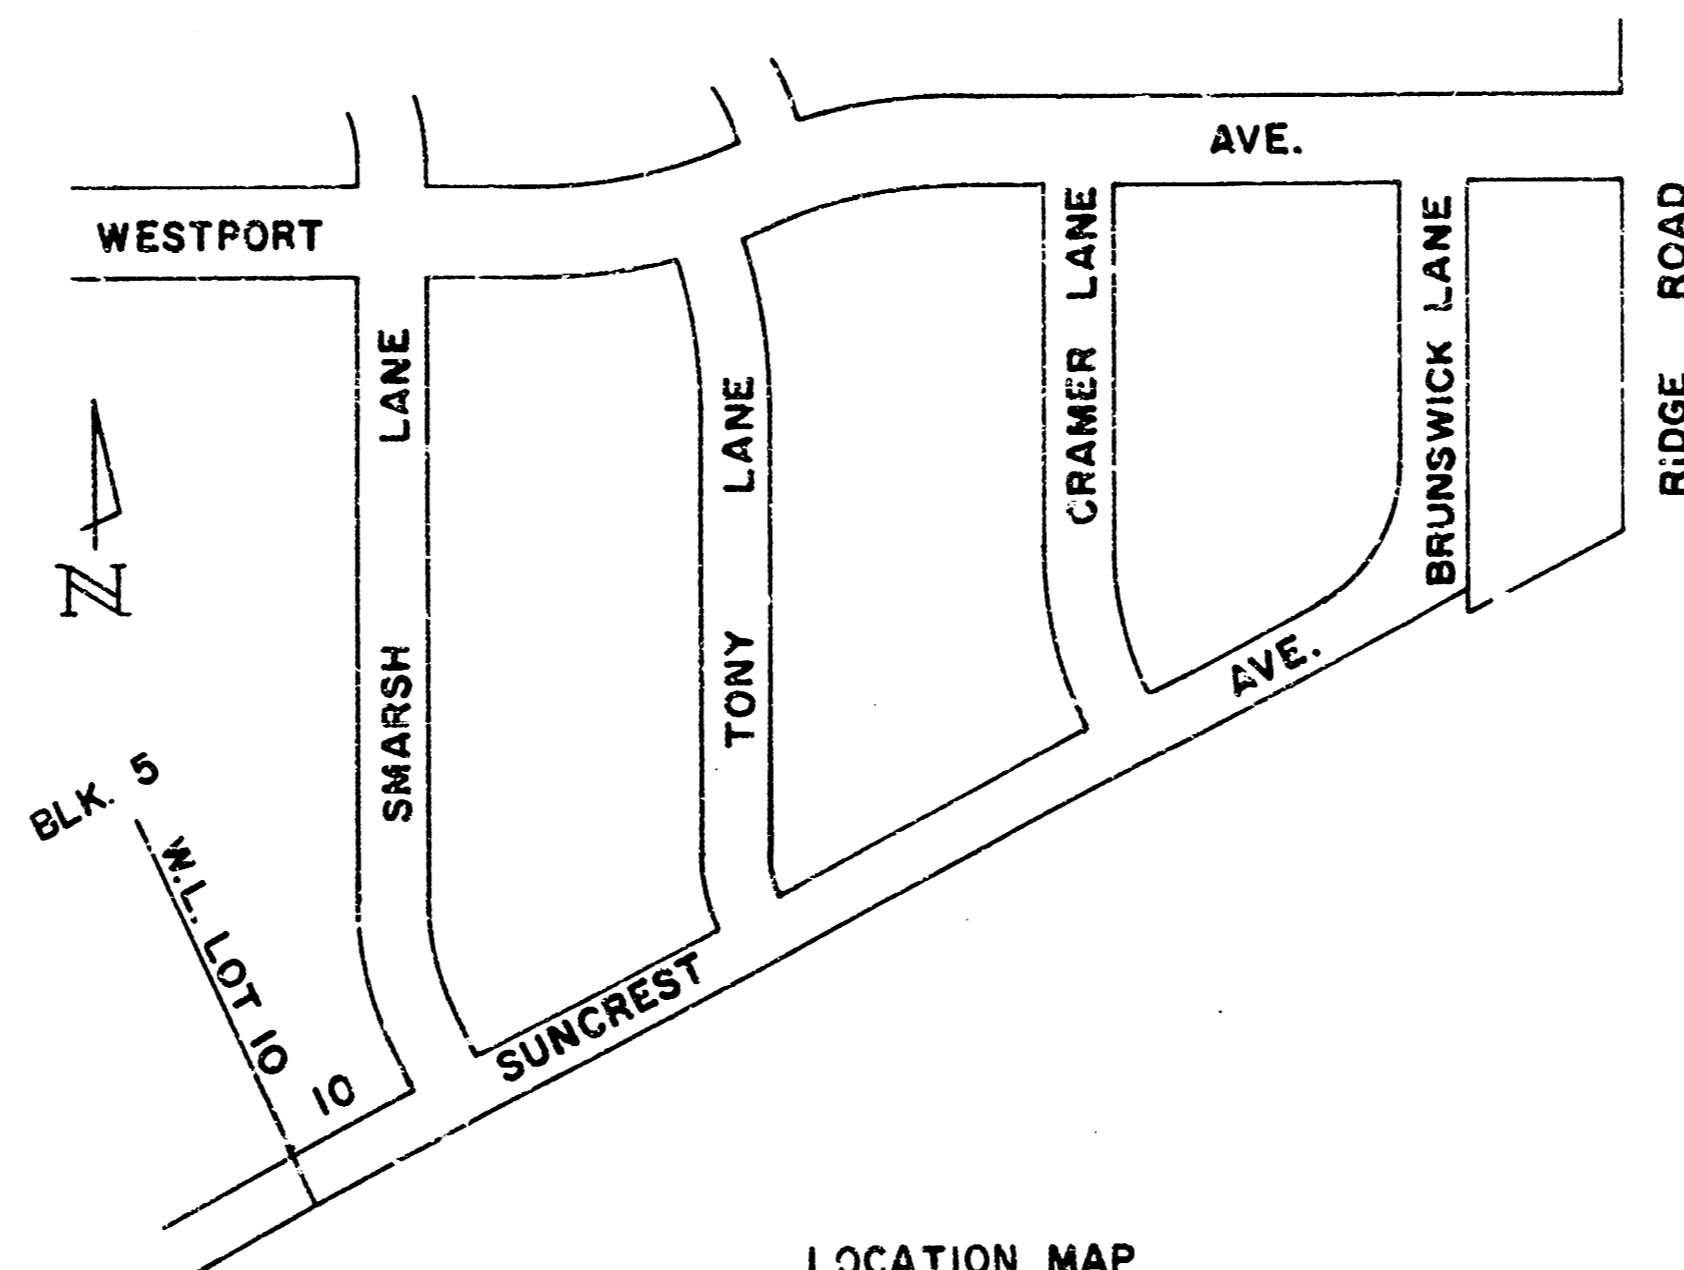 WESTPORT AVE.
SMARSH LANE
TONY LANE
CRAMER LANE
BRUNSWICK LANE
RIDGE ROAD
N
BLK. 5
W.L. LOT 10
10
SUNCREST AVE.
LOCATION MAP